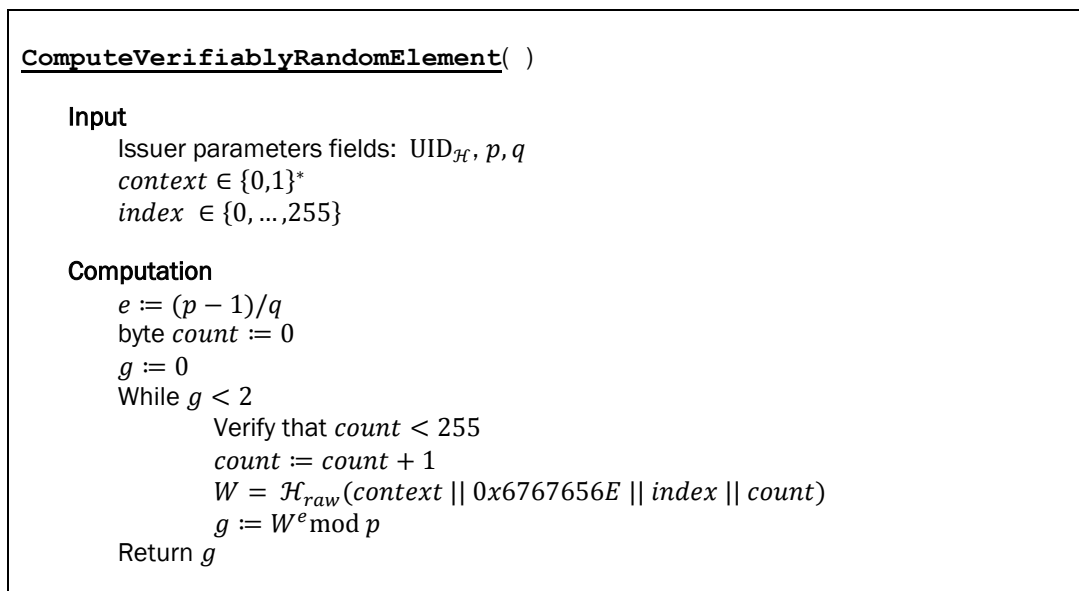 ComputeVerifiablyRandomElement( )
Input
Issuer parameters fields: UID_ℋ, p, q
context ∈ {0,1}*
index ∈ {0, … ,255}
Computation
e ≔ (p − 1)/q
byte count ≔ 0
g ≔ 0
While g < 2
Verify that count < 255
count ≔ count + 1
W = ℋ_raw(context || 0x6767656E || index || count)
g ≔ W^e mod p
Return g